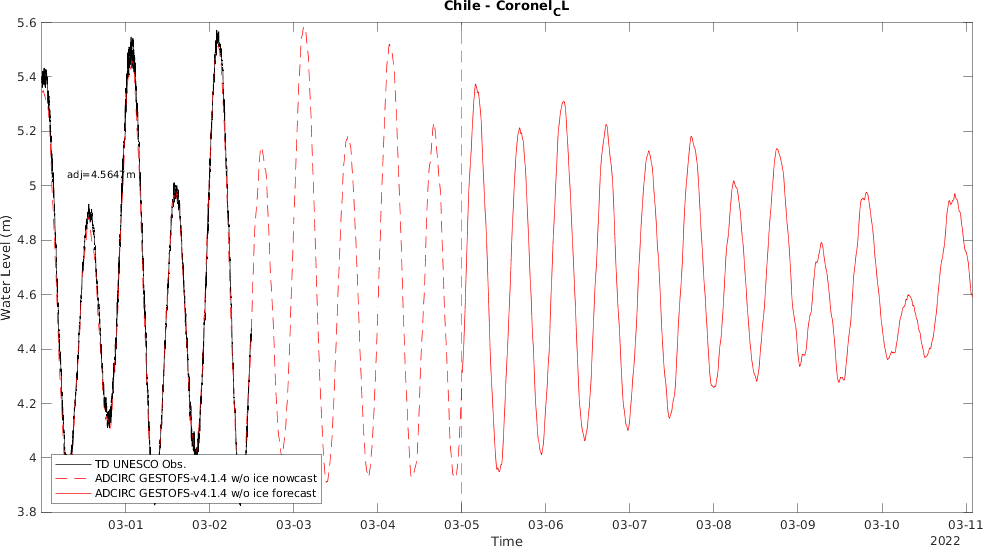 Chile - Coronel_CL
5.6
5.4
5.2
5
4.8
4.6
4.4
4.2
4
3.8
Water Level (m)
adj=4.5647m
TD UNESCO Obs.
ADCIRC GESTOFS-v4.1.4 w/o ice nowcast
ADCIRC GESTOFS-v4.1.4 w/o ice forecast
03-01 03-02 03-03 03-04 03-05 03-06 03-07 03-08 03-09 03-10 03-11
Time
2022